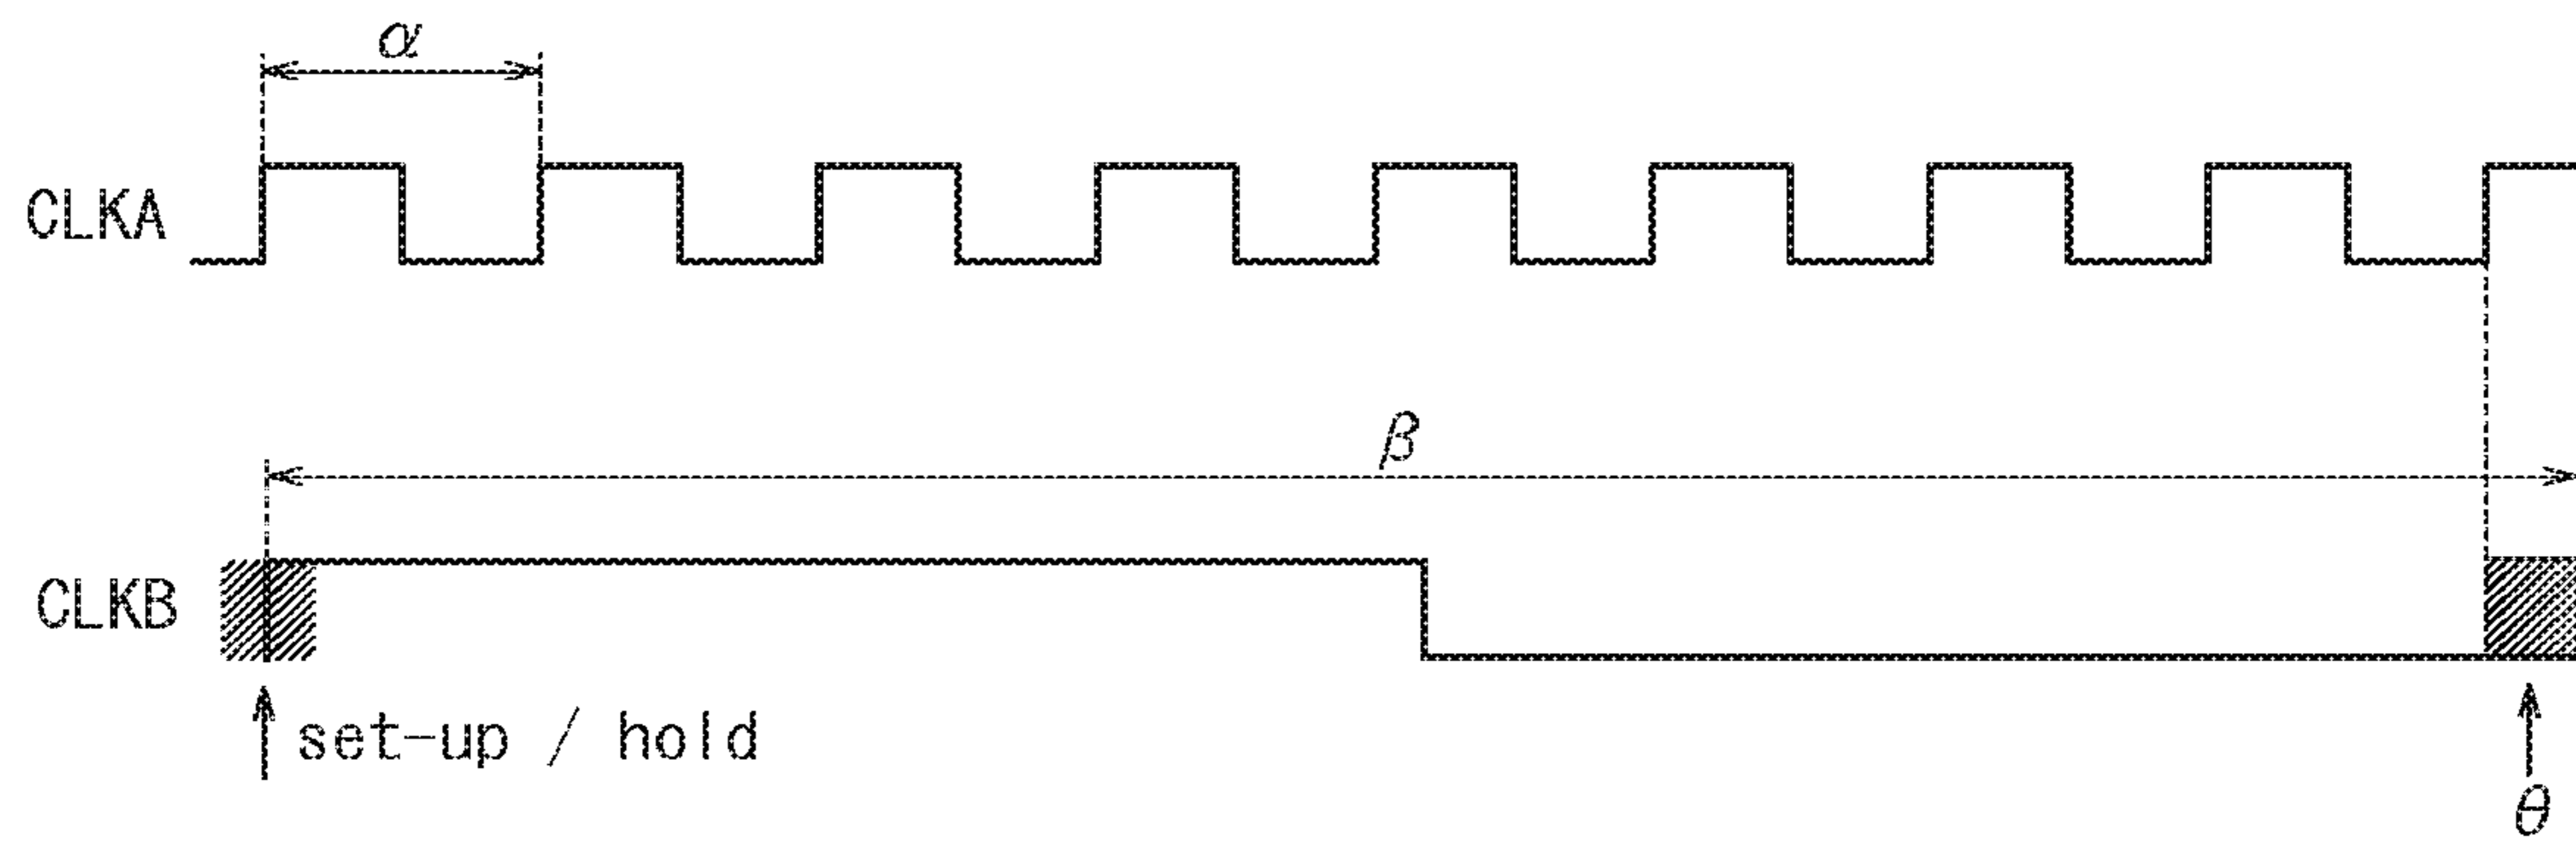 α
CLKA
β
CLKB
set-up / hold
θ